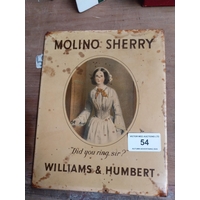 MOLINO SHERRY
54
"Did you ring, sir?"
WILLIAMS & HUMBERT